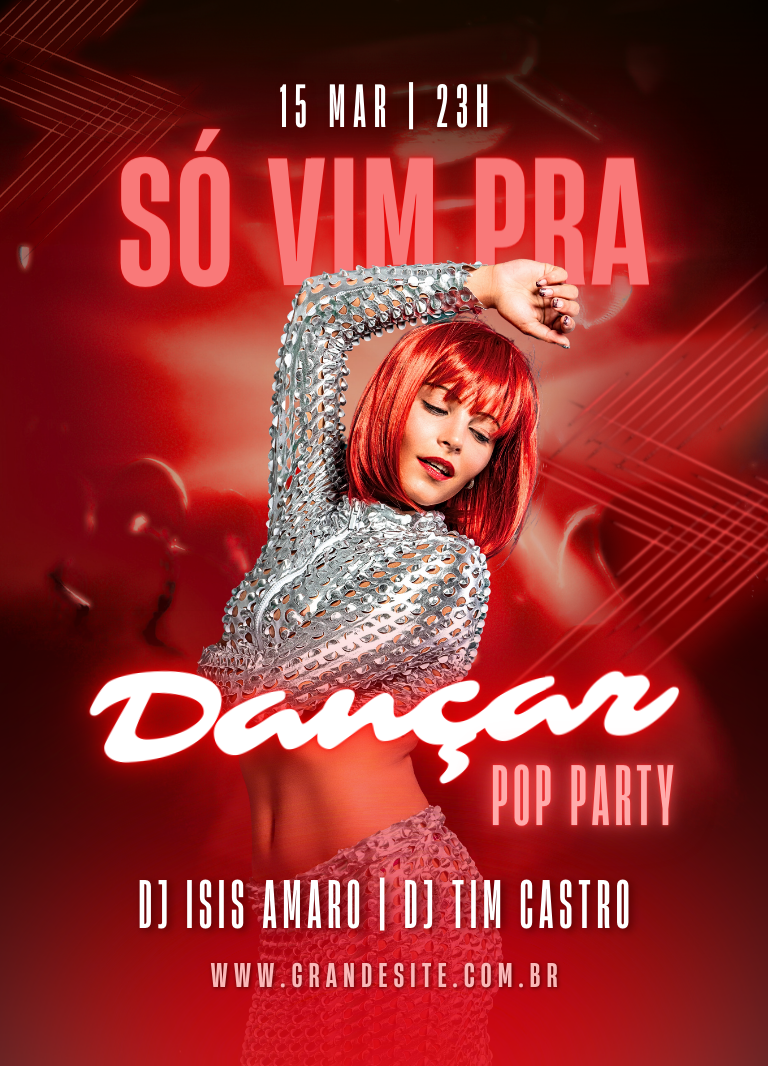 15 MAR | 23H
SÓ VIM PRA
Dançar
POP PARTY
DJ ISIS AMARO | DJ TIM CASTRO
WWW.GRANDESITE.COM.BR